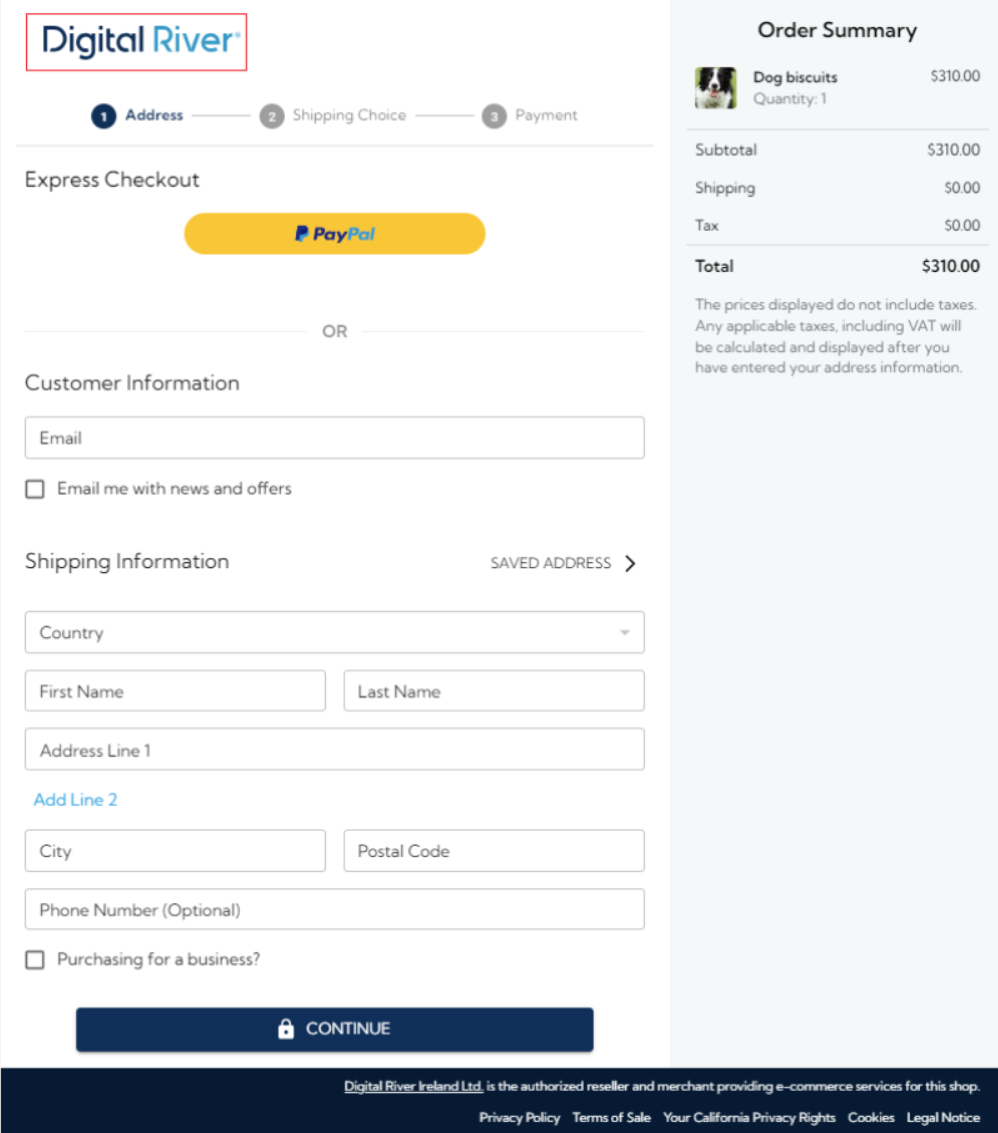 Digital River
1 Address 2 Shipping Choice 3 Payment
Express Checkout
PayPal
OR
Customer Information
Email
Email me with news and offers
Shipping Information SAVED ADDRESS
Country
First Name Last Name
Address Line 1
Add Line 2
City Postal Code
Phone Number (Optional)
Purchasing for a business?
CONTINUE
Order Summary
Dog biscuits $310.00
Quantity: 1
Subtotal $310.00
Shipping $0.00
Tax $0.00
Total $310.00
The prices displayed do not include taxes.
Any applicable taxes, including VAT will
be calculated and displayed after you
have entered your address information.
Digital River Ireland Ltd. is the authorized reseller and merchant providing e-commerce services for this shop.
Privacy Policy Terms of Sale Your California Privacy Rights Cookies Legal Notice